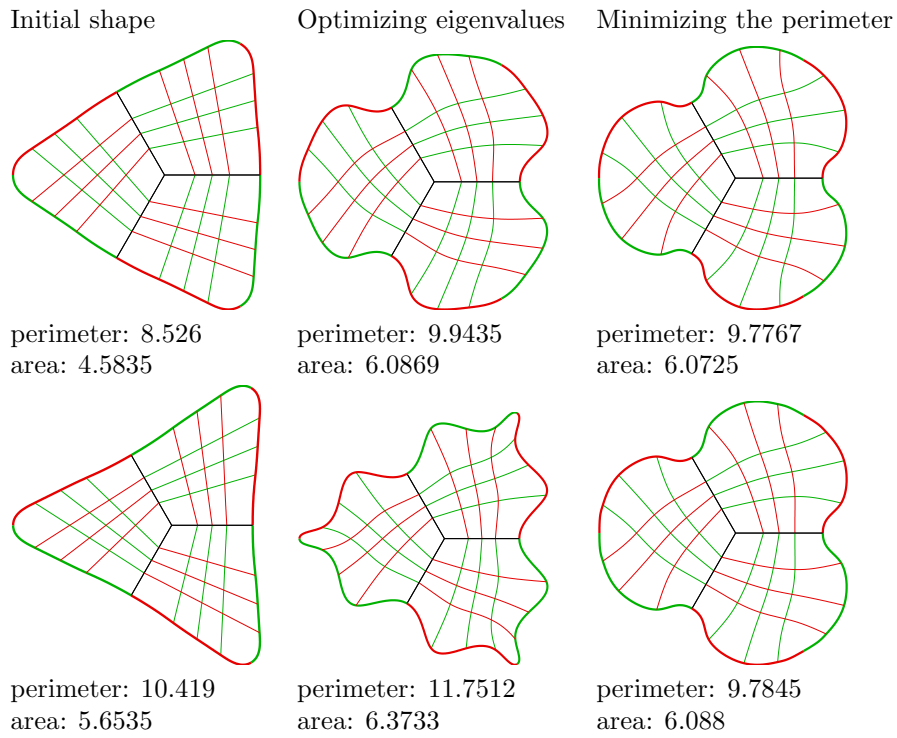 Initial shape
Optimizing eigenvalues
Minimizing the perimeter
perimeter: 8.526
area: 4.5835
perimeter: 9.9435
area: 6.0869
perimeter: 9.7767
area: 6.0725
perimeter: 10.419
area: 5.6535
perimeter: 11.7512
area: 6.3733
perimeter: 9.7845
area: 6.088